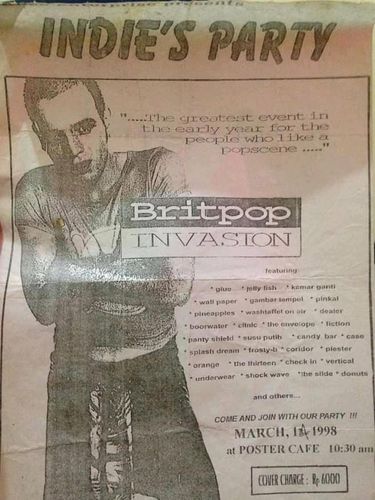 presents
INDIE'S PARTY
".....The greatest event in
the early year for the
people who like a
popscene ....."
Britpop
INVASION
featuring
* glue * jelly fish * kamar ganti
* wall paper * gambar tempel * pinkal
* pineapples * washtaffel on air * dealer
boorwater * clinic * the envelope * fiction
panty shield * susu putih * candy bar * case
splash dream * frosty-b * coridor * plester
* orange * the thirteen * check in * vertical
* underwear * shock wave * the slide * donuts
and others...
COME AND JOIN WITH OUR PARTY !!!
MARCH, 1 1998
at POSTER CAFE 10:30 am
COVER CHARGE : Rp 6000